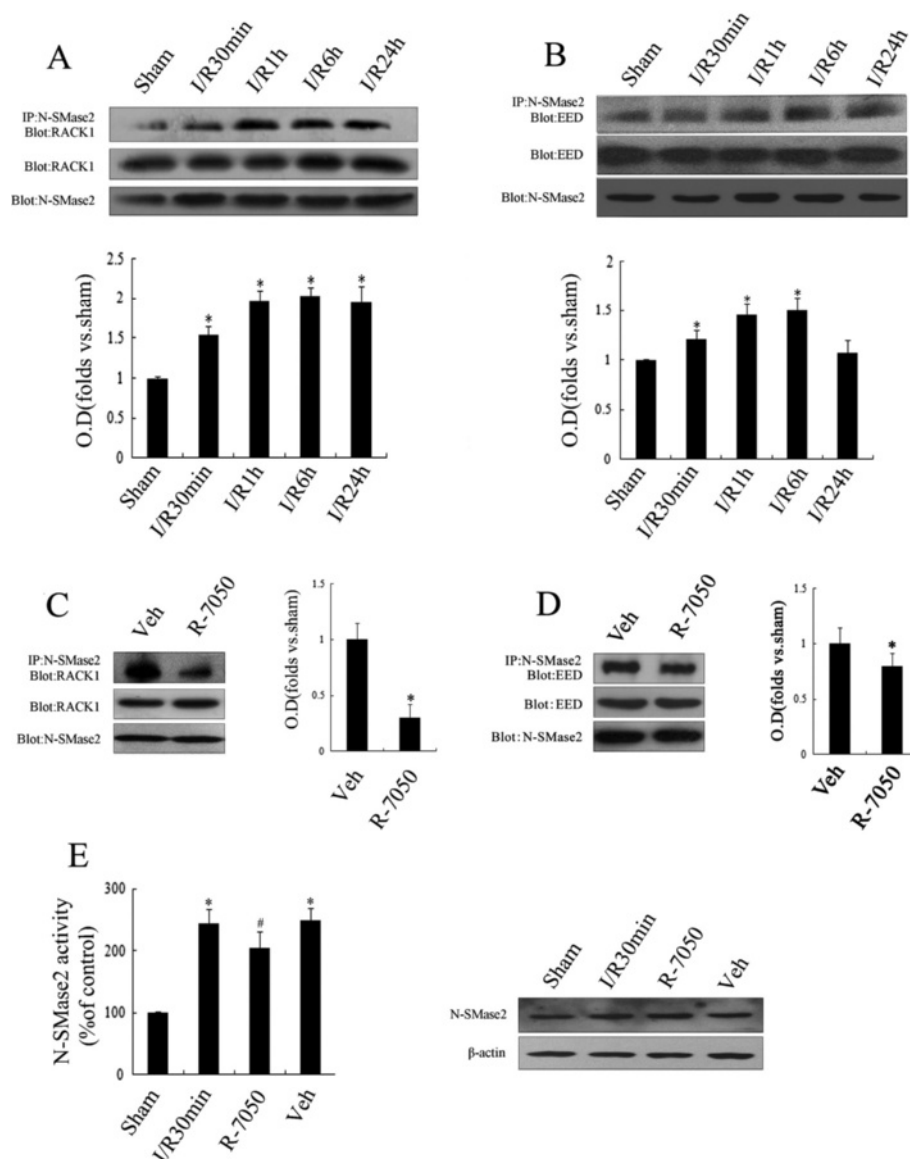 A
Sham
I/R30min
I/R1h
I/R6h
I/R24h
IP:N-SMase2
Blot:RACK1
Blot:RACK1
Blot:N-SMase2
O.D(folds vs.sham)
2.5
2
1.5
1
0.5
0
*
*
*
*
Sham
I/R30min
I/R1h
I/R6h
I/R24h
B
Sham
I/R30min
I/R1h
I/R6h
I/R24h
IP:N-SMase2
Blot:EED
Blot:EED
Blot:N-SMase2
O.D(folds vs.sham)
2
1.5
1
0.5
0
*
*
*
Sham
I/R30min
I/R1h
I/R6h
I/R24h
C
Veh
R-7050
IP:N-SMase2
Blot:RACK1
Blot:RACK1
Blot:N-SMase2
O.D(folds vs.sham)
1.5
1
0.5
0
*
Veh
R-7050
D
Veh
R-7050
IP:N-SMase2
Blot:EED
Blot:EED
Blot:N-SMase2
O.D(folds vs.sham)
1.5
1
0.5
0
*
Veh
R-7050
E
N-SMase2 activity
(%of control)
300
200
100
0
*
#
*
Sham
I/R30min
R-7050
Veh
Sham
I/R30min
R-7050
Veh
N-SMase2
β-actin